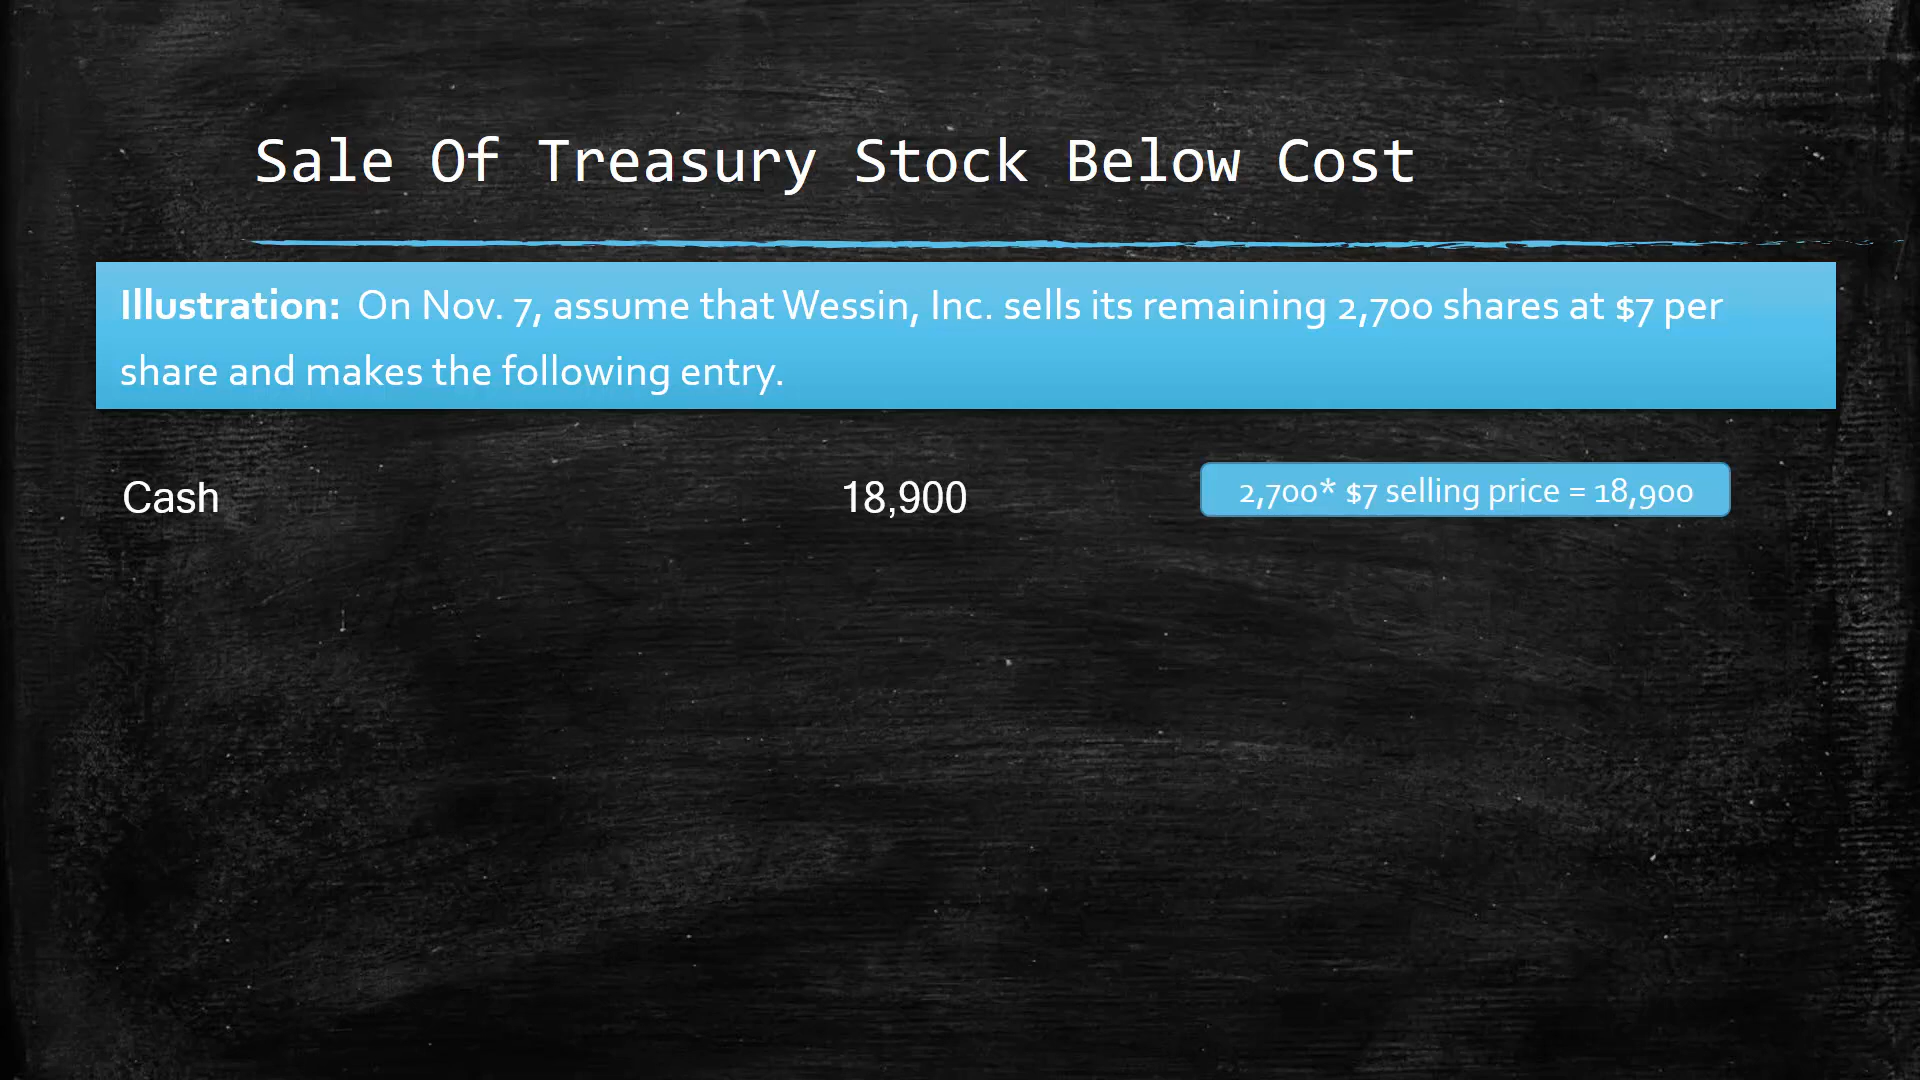 Sale Of Treasury Stock Below Cost
Illustration: On Nov. 7, assume that Wessin, Inc. sells its remaining 2,700 shares at $7 per
share and makes the following entry.
Cash 18,900 2,700* $7 selling price = 18,900